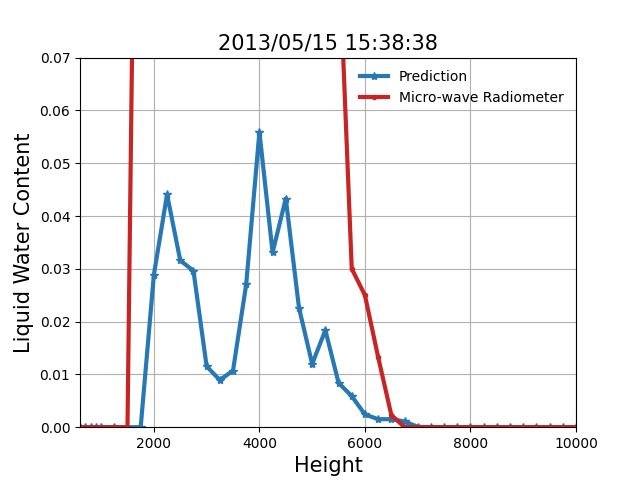 2013/05/15 15:38:38
Prediction
Micro-wave Radiometer
Liquid Water Content
0.07
0.06
0.05
0.04
0.03
0.02
0.01
0.00
2000 4000 6000 8000 10000
Height